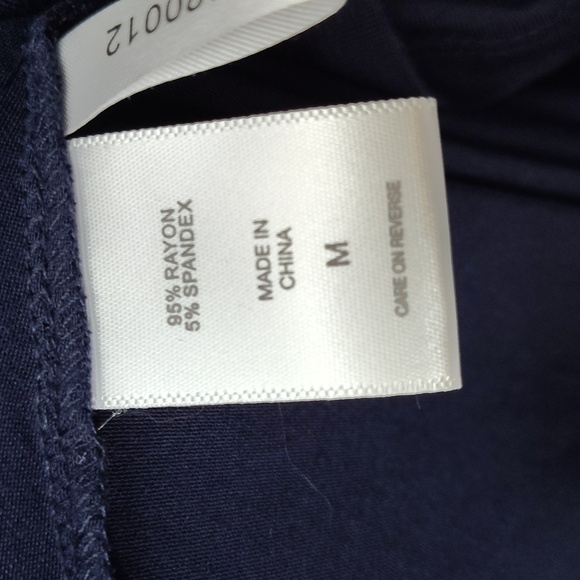 95% RAYON
5% SPANDEX
MADE IN
CHINA
M
CARE ON REVERSE